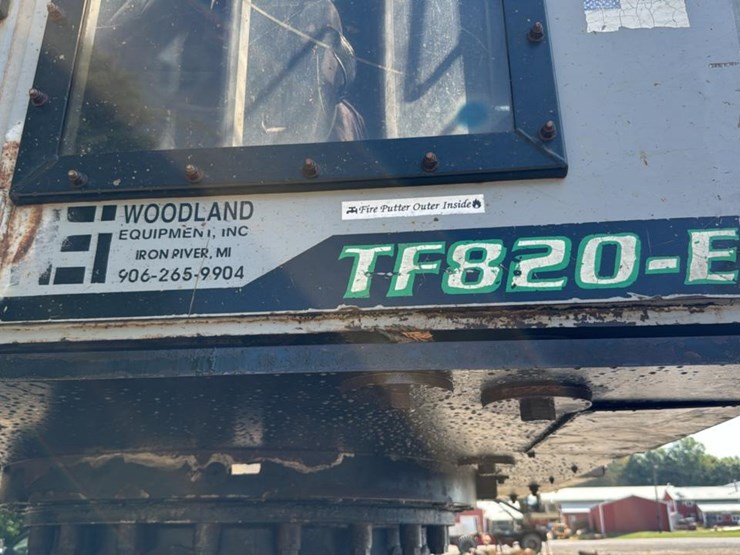 WOODLAND
EQUIPMENT, INC
IRON RIVER, MI
906-265-9904
Fire Putter Outer Inside
TF820-E